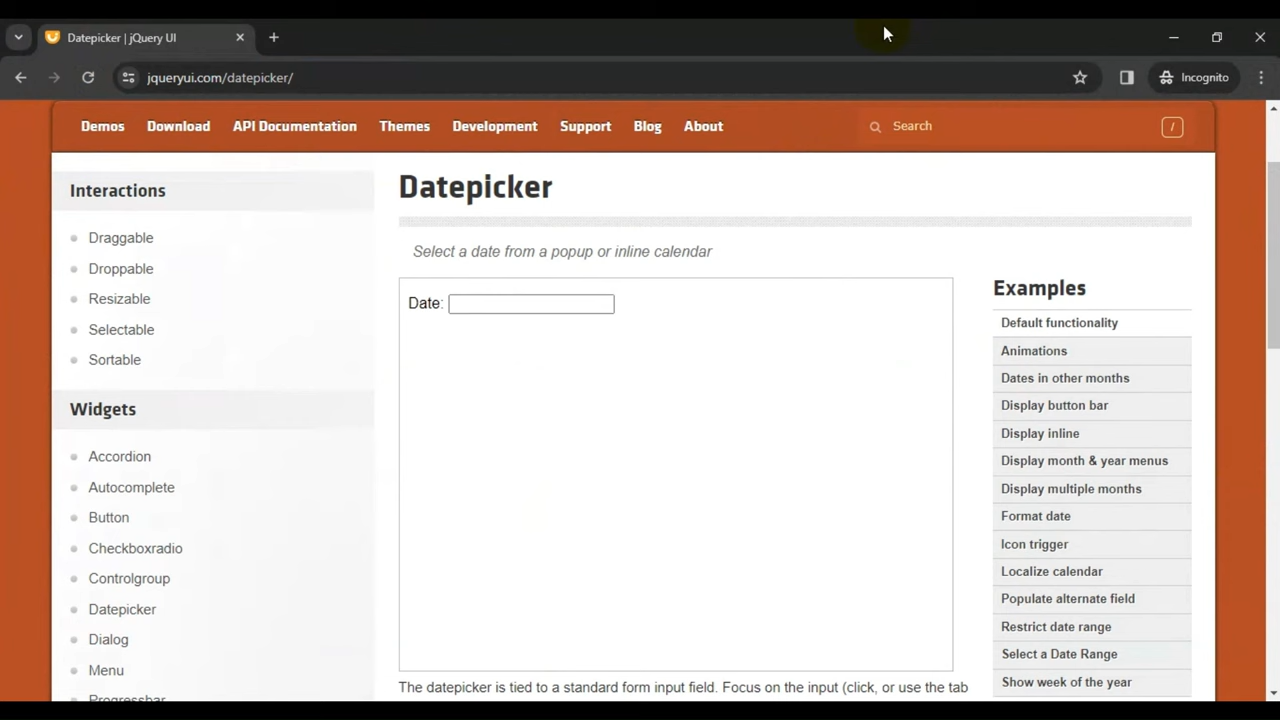 Datepicker | jQuery UI
jqueryui.com/datepicker/
Incognito
Demos Download API Documentation Themes Development Support Blog About Search /
Interactions
Draggable
Droppable
Resizable
Selectable
Sortable
Widgets
Accordion
Autocomplete
Button
Checkboxradio
Controlgroup
Datepicker
Dialog
Menu
Progressbar
Datepicker
Select a date from a popup or inline calendar
Date:
The datepicker is tied to a standard form input field. Focus on the input (click, or use the tab
Examples
Default functionality
Animations
Dates in other months
Display button bar
Display inline
Display month & year menus
Display multiple months
Format date
Icon trigger
Localize calendar
Populate alternate field
Restrict date range
Select a Date Range
Show week of the year